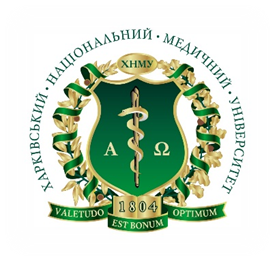 ХАРКІВСЬКИЙ · НАЦІОНАЛЬНИЙ · МЕДИЧНИЙ · УНІВЕРСИТЕТ
ХНМУ
Α Ω
1804
VALETUDO EST BONUM OPTIMUM